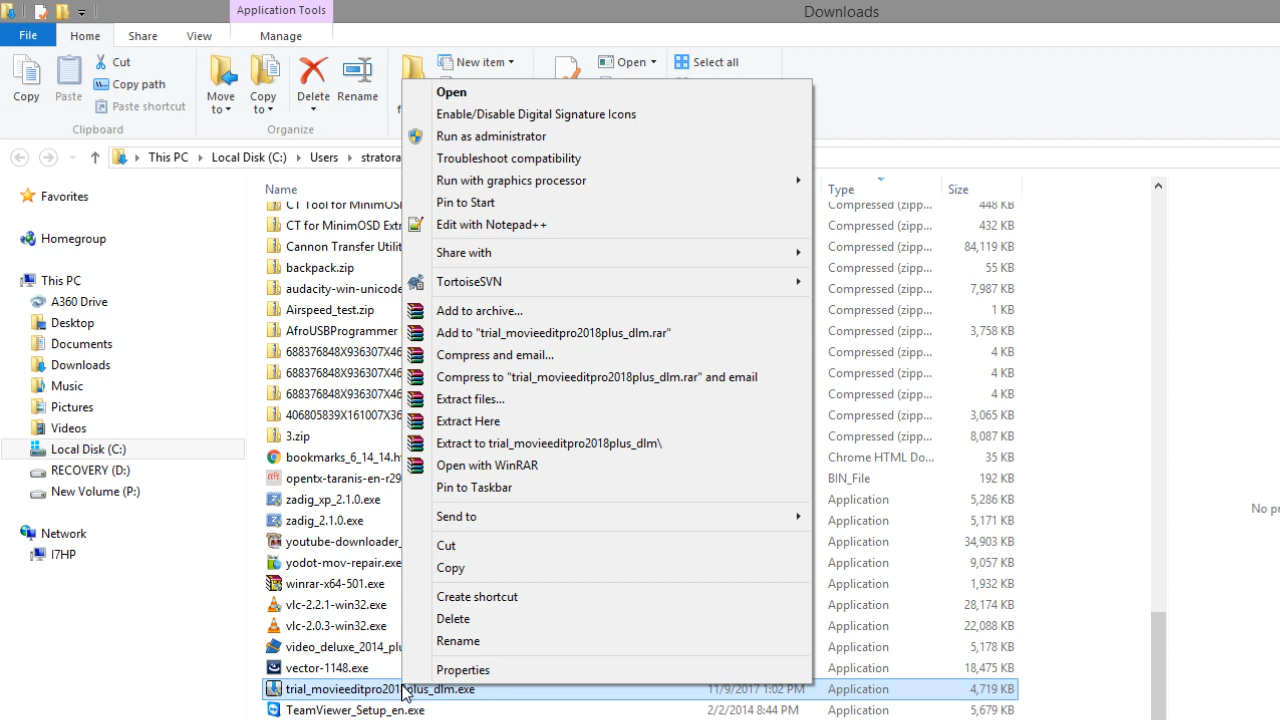 Application Tools
Downloads
File
Home
Share
View
Manage
Copy
Paste
Cut
Copy path
Paste shortcut
Clipboard
Move to
Copy to
Delete
Rename
Organize
New item
Open
Select all
This PC
Local Disk (C:)
Users
Favorites
Homegroup
This PC
A360 Drive
Desktop
Documents
Downloads
Music
Pictures
Videos
Local Disk (C:)
RECOVERY (D:)
New Volume (P:)
Network
I7HP
Name
Type
Size
CT Tool for MinimOS
Compressed (zipp...
448 KB
CT for MinimOSD Extr
Compressed (zipp...
432 KB
Cannon Transfer Utilit
Compressed (zipp...
84,119 KB
backpack.zip
Compressed (zipp...
55 KB
audacity-win-unicode
Compressed (zipp...
7,987 KB
Airspeed_test.zip
Compressed (zipp...
1 KB
AfroUSBProgrammer
Compressed (zipp...
3,758 KB
688376848X936307X46
Compressed (zipp...
4 KB
688376848X936307X46
Compressed (zipp...
4 KB
688376848X936307X46
Compressed (zipp...
4 KB
406805839X161007X36
Compressed (zipp...
3,065 KB
3.zip
Compressed (zipp...
8,087 KB
bookmarks_6_14_14.h
Chrome HTML Do...
35 KB
opentx-taranis-en-r29
BIN_File
192 KB
zadig_xp_2.1.0.exe
Application
5,286 KB
zadig_2.1.0.exe
Application
5,171 KB
youtube-downloader_
Application
34,903 KB
yodot-mov-repair.exe
Application
9,057 KB
winrar-x64-501.exe
Application
1,932 KB
vlc-2.2.1-win32.exe
Application
28,174 KB
vlc-2.0.3-win32.exe
Application
22,088 KB
video_deluxe_2014_plu
Application
5,178 KB
vector-1148.exe
Application
18,475 KB
trial_movieeditpro2018plus_dlm.exe
11/9/2017 1:02 PM
Application
4,719 KB
TeamViewer_Setup_en.exe
2/2/2014 8:44 PM
Application
5,679 KB
Open
Enable/Disable Digital Signature Icons
Run as administrator
Troubleshoot compatibility
Run with graphics processor
Pin to Start
Edit with Notepad++
Share with
TortoiseSVN
Add to archive...
Add to "trial_movieeditpro2018plus_dlm.rar"
Compress and email...
Compress to "trial_movieeditpro2018plus_dlm.rar" and email
Extract files...
Extract Here
Extract to trial_movieeditpro2018plus_dlm\
Open with WinRAR
Pin to Taskbar
Send to
Cut
Copy
Create shortcut
Delete
Rename
Properties
No